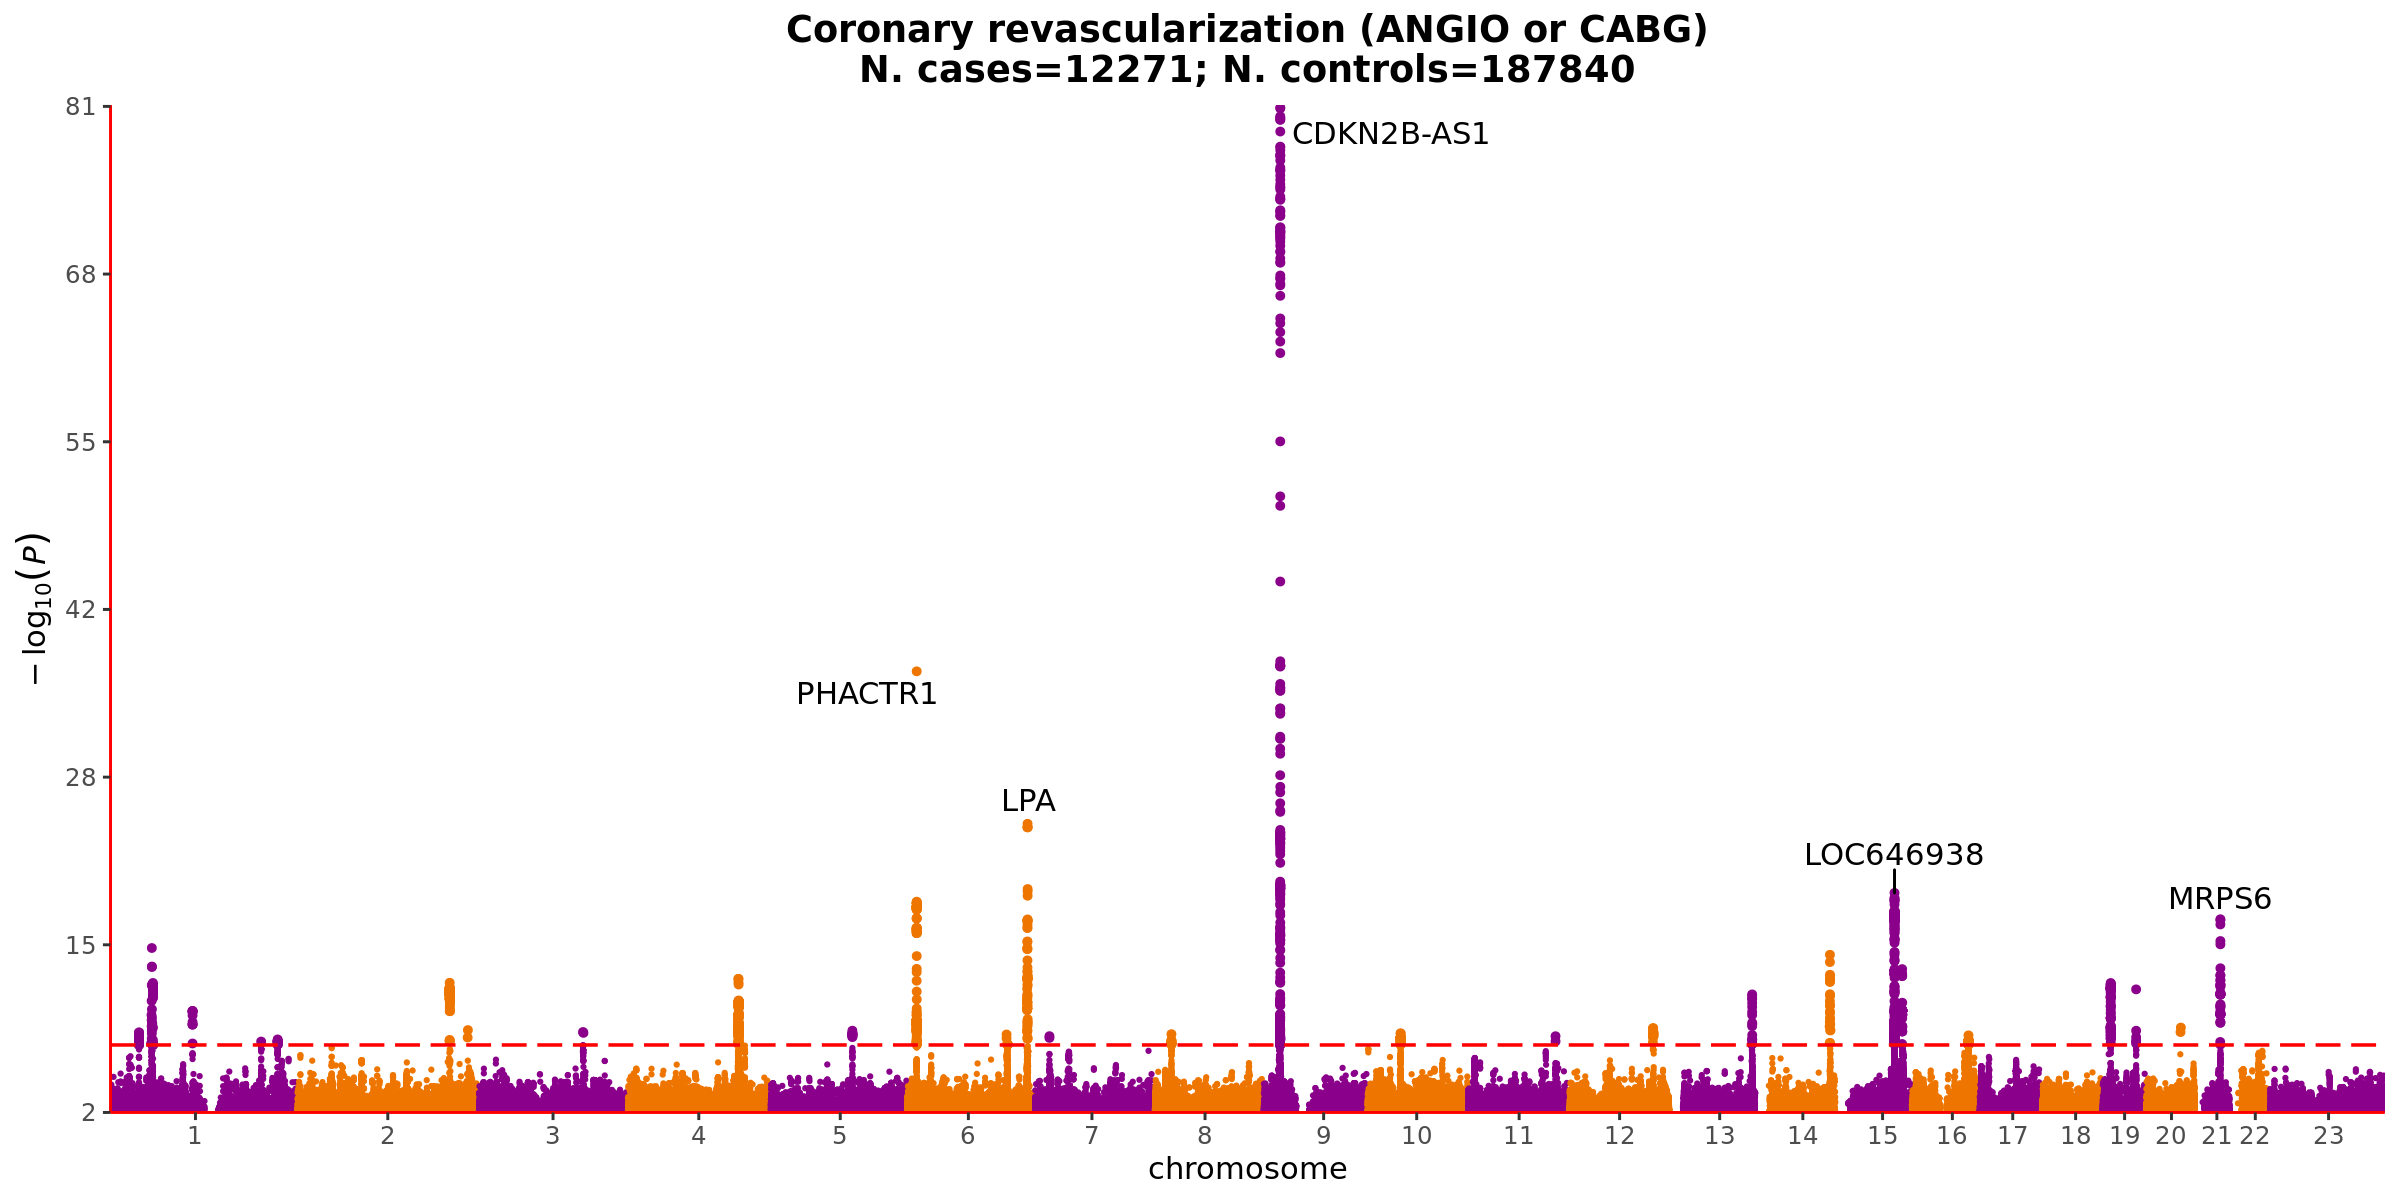 Coronary revascularization (ANGIO or CABG)
N. cases=12271; N. controls=187840
81
68
55
42
28
15
2
−log10(P)
CDKN2B-AS1
PHACTR1
LPA
LOC646938
MRPS6
1 2 3 4 5 6 7 8 9 10 11 12 13 14 15 16 17 18 19 20 21 22 23
chromosome